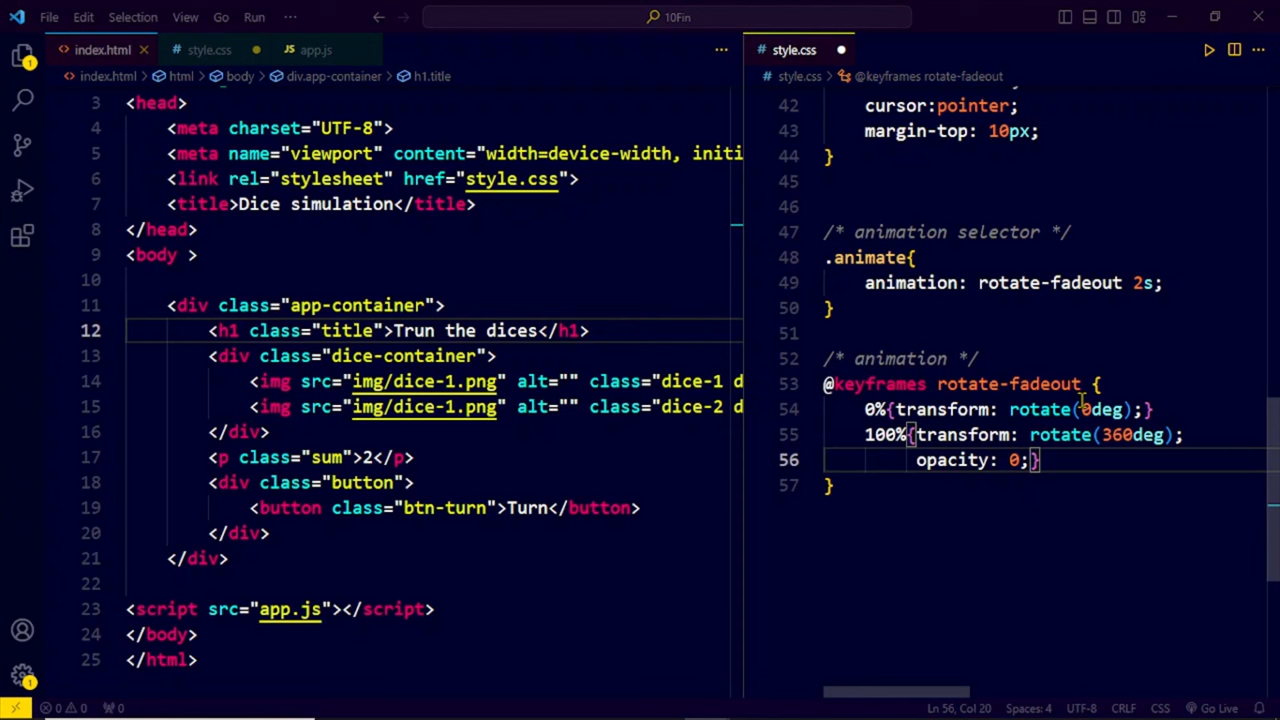 File Edit Selection View Go Run ··· 10Fin
index.html style.css JS app.js ···
index.html > html > body > div.app-container > h1.title
3 <head>
4 <meta charset="UTF-8">
5 <meta name="viewport" content="width=device-width, initi
6 <link rel="stylesheet" href="style.css">
7 <title>Dice simulation</title>
8 </head>
9 <body >
10
11 <div class="app-container">
12 <h1 class="title">Trun the dices</h1>
13 <div class="dice-container">
14 <img src="img/dice-1.png" alt="" class="dice-1 d
15 <img src="img/dice-1.png" alt="" class="dice-2 d
16 </div>
17 <p class="sum">2</p>
18 <div class="button">
19 <button class="btn-turn">Turn</button>
20 </div>
21 </div>
22
23 <script src="app.js"></script>
24 </body>
25 </html>
style.css
# style.css > @keyframes rotate-fadeout
42 cursor:pointer;
43 margin-top: 10px;
44 }
45
46
47 /* animation selector */
48 .animate{
49 animation: rotate-fadeout 2s;
50 }
51
52 /* animation */
53 @keyframes rotate-fadeout {
54 0%{transform: rotate(0deg);}
55 100%{transform: rotate(360deg);
56 opacity: 0;}
57 }
1
1
0 0 0 Ln 56, Col 20 Spaces: 4 UTF-8 CRLF CSS Go Live